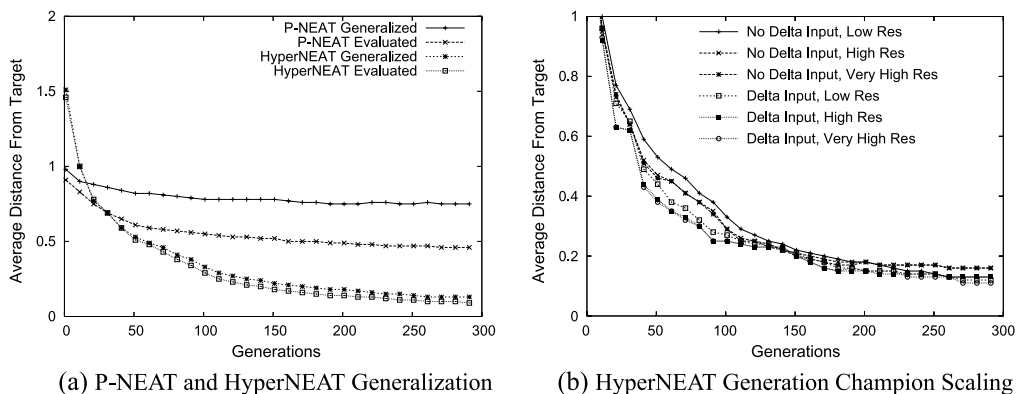 P-NEAT Generalized
P-NEAT Evaluated
HyperNEAT Generalized
HyperNEAT Evaluated
2
1.5
1
0.5
0
Average Distance From Target
0 50 100 150 200 250 300
Generations
(a) P-NEAT and HyperNEAT Generalization
No Delta Input, Low Res
No Delta Input, High Res
No Delta Input, Very High Res
Delta Input, Low Res
Delta Input, High Res
Delta Input, Very High Res
1
0.8
0.6
0.4
0.2
0
Average Distance From Target
0 50 100 150 200 250 300
Generations
(b) HyperNEAT Generation Champion Scaling